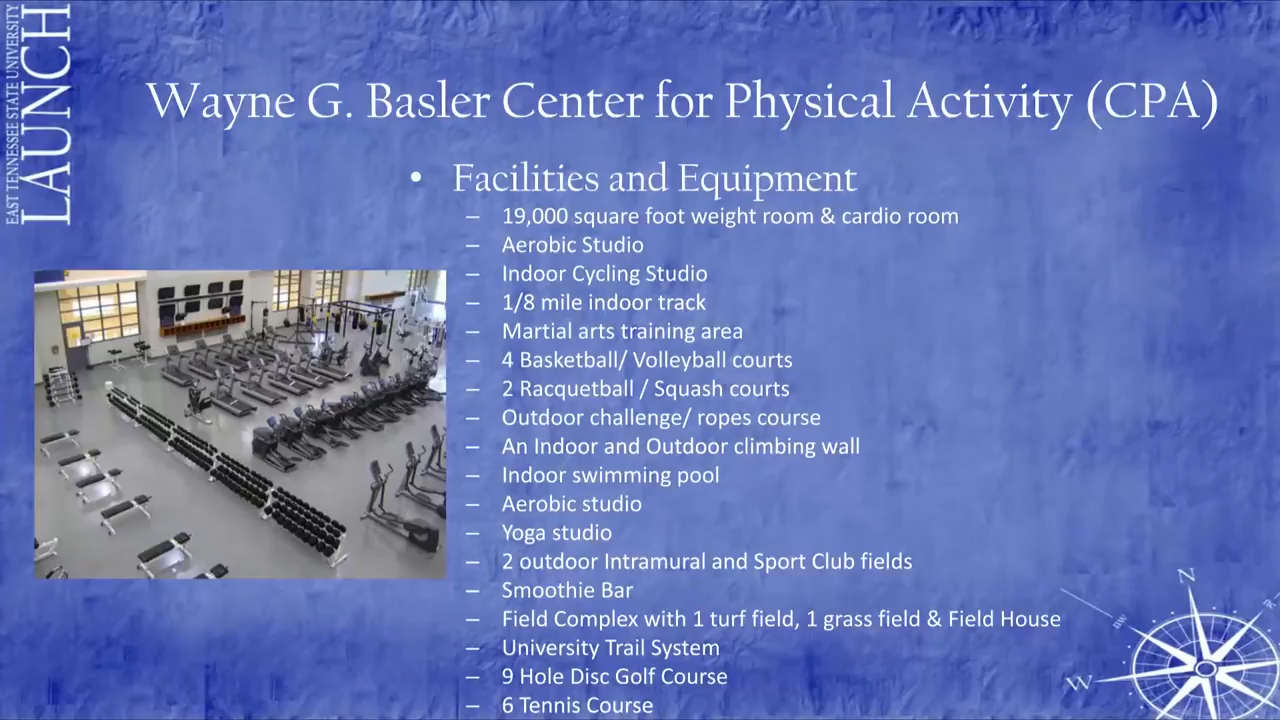 EAST TENNESSEE STATE UNIVERSITY
LAUNCH
Wayne G. Basler Center for Physical Activity (CPA)
• Facilities and Equipment
– 19,000 square foot weight room & cardio room
– Aerobic Studio
– Indoor Cycling Studio
– 1/8 mile indoor track
– Martial arts training area
– 4 Basketball/ Volleyball courts
– 2 Racquetball / Squash courts
– Outdoor challenge/ ropes course
– An Indoor and Outdoor climbing wall
– Indoor swimming pool
– Aerobic studio
– Yoga studio
– 2 outdoor Intramural and Sport Club fields
– Smoothie Bar
– Field Complex with 1 turf field, 1 grass field & Field House
– University Trail System
– 9 Hole Disc Golf Course
– 6 Tennis Course
N
NW
W